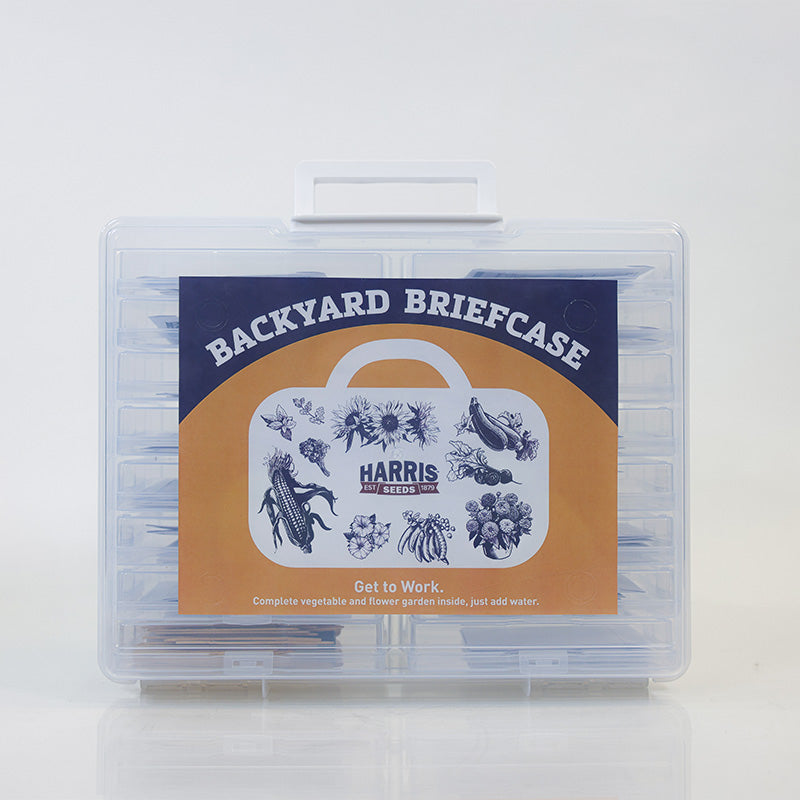 BACKYARD BRIEFCASE
HARRIS
EST SEEDS 1879
Get to Work.
Complete vegetable and flower garden inside, just add water.